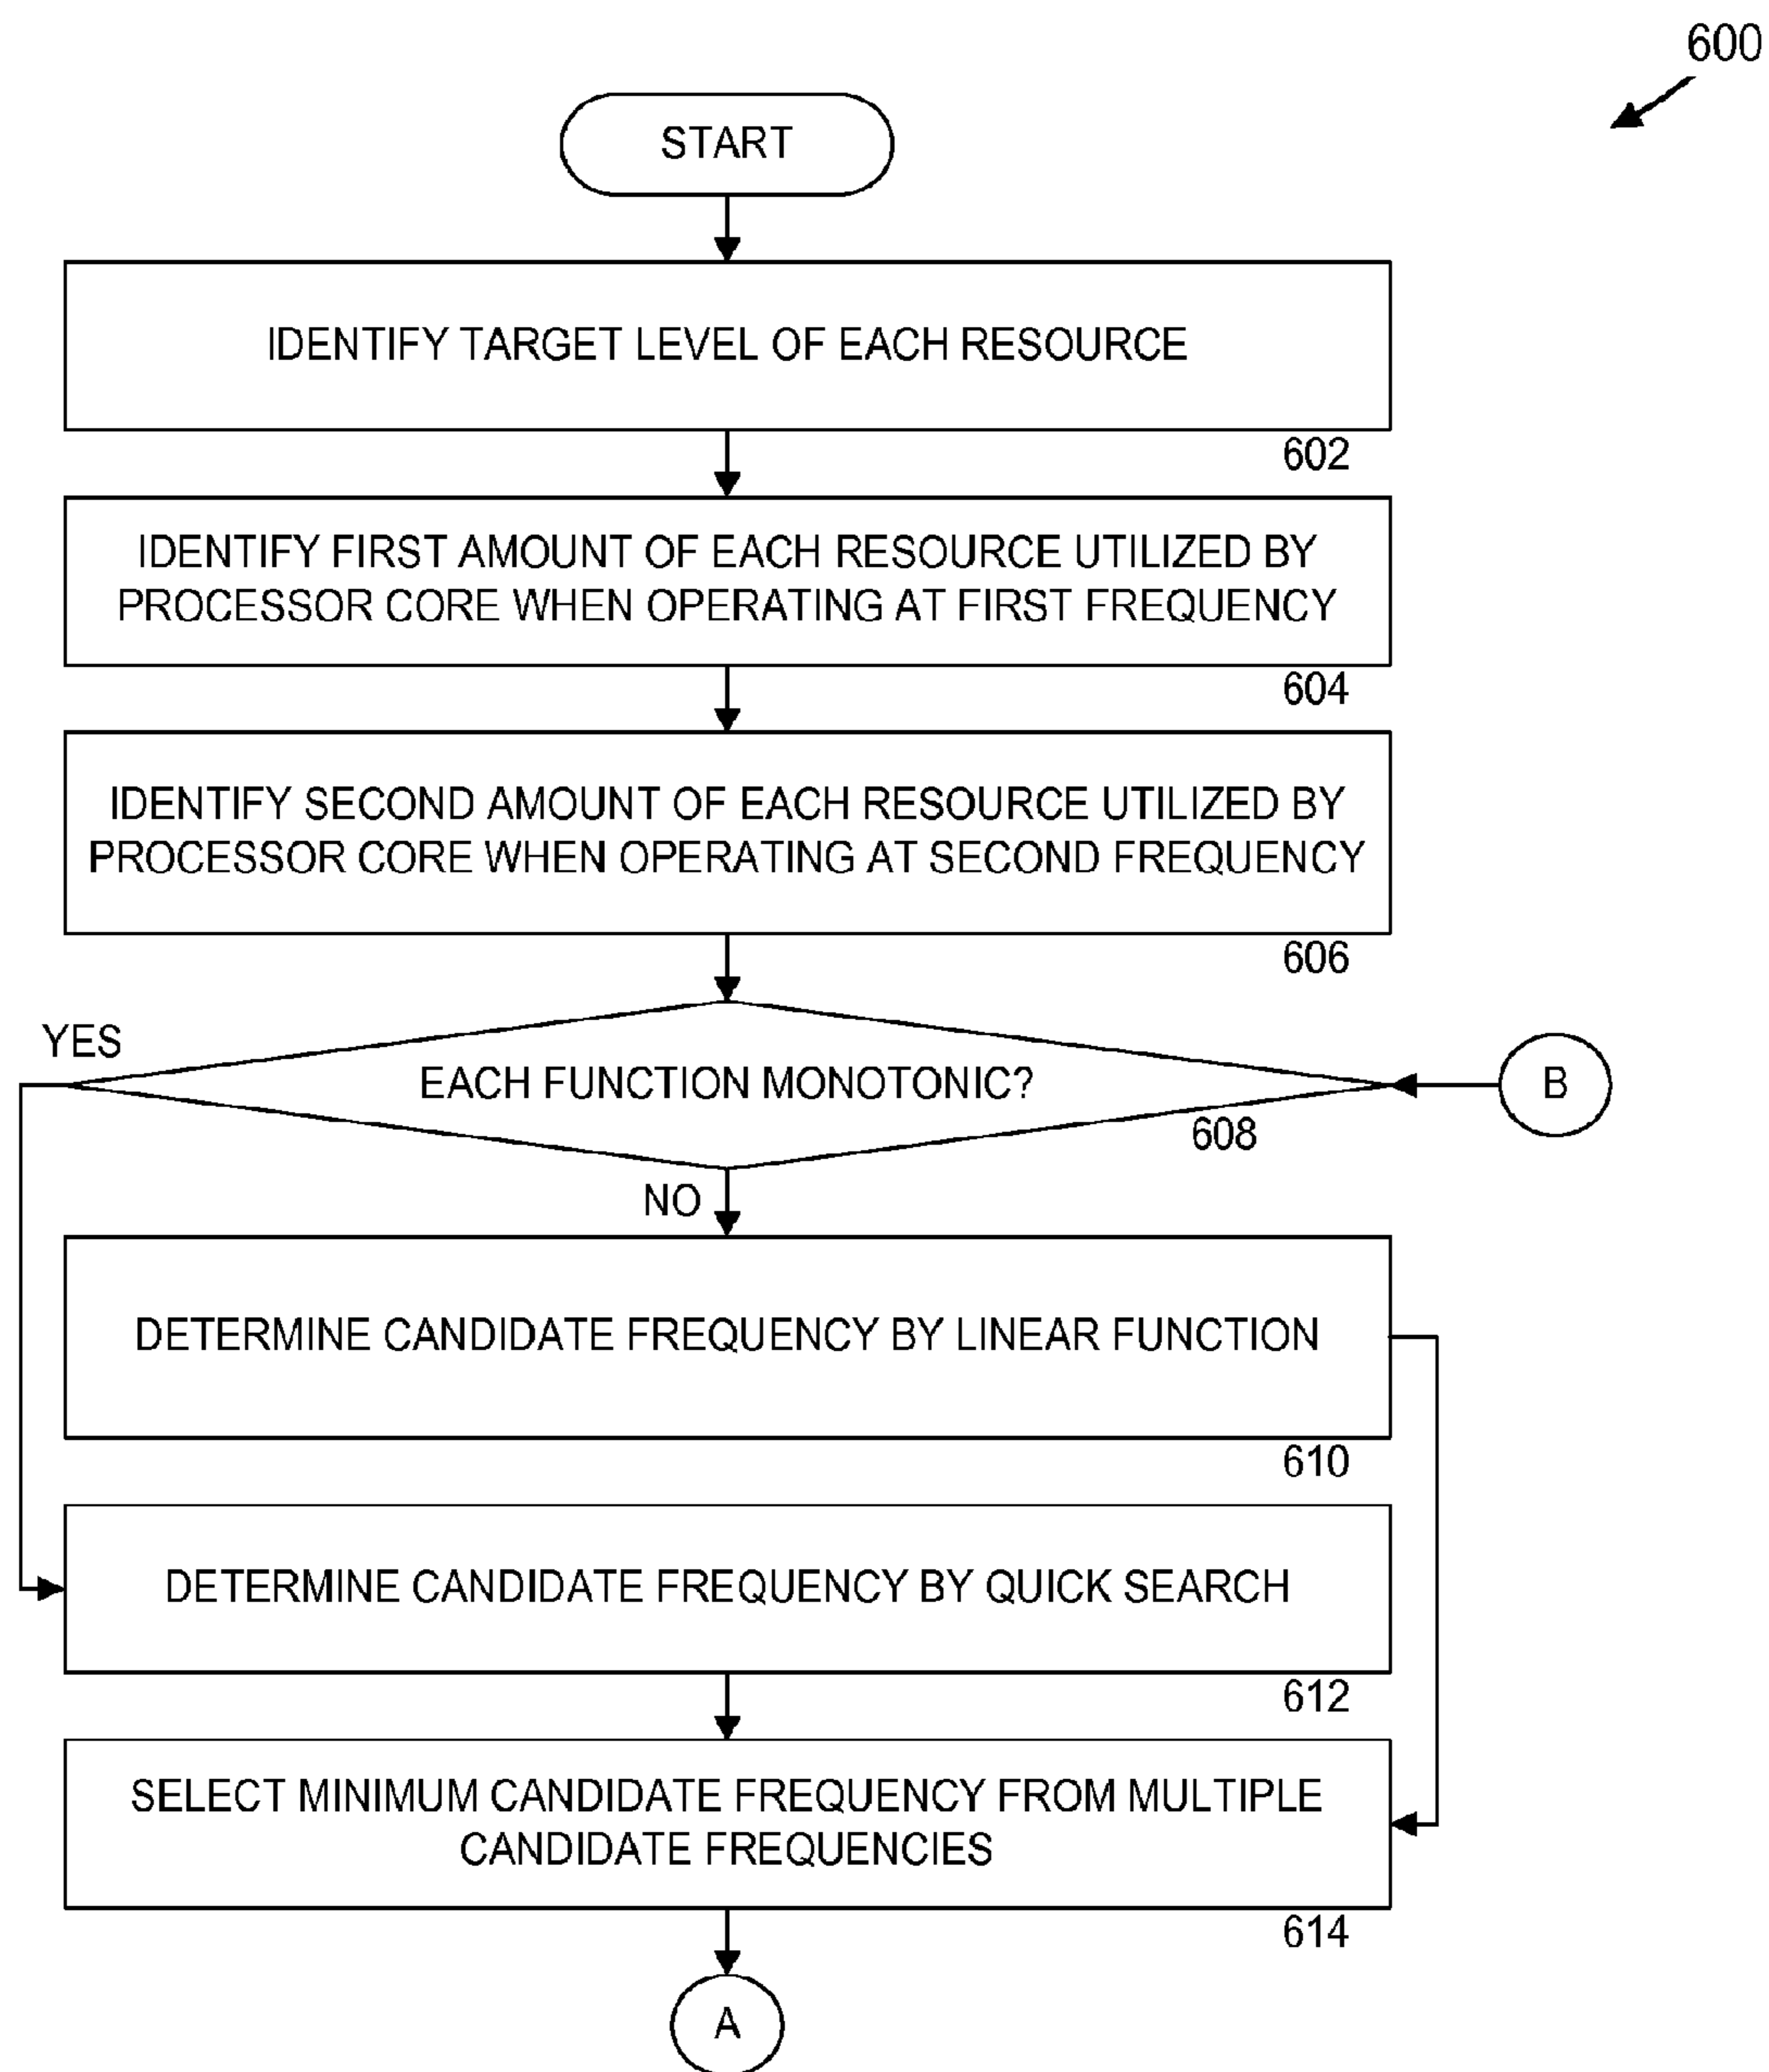 600
START
IDENTIFY TARGET LEVEL OF EACH RESOURCE
602
IDENTIFY FIRST AMOUNT OF EACH RESOURCE UTILIZED BY
PROCESSOR CORE WHEN OPERATING AT FIRST FREQUENCY
604
IDENTIFY SECOND AMOUNT OF EACH RESOURCE UTILIZED BY
PROCESSOR CORE WHEN OPERATING AT SECOND FREQUENCY
606
YES
EACH FUNCTION MONOTONIC?
B
608
NO
DETERMINE CANDIDATE FREQUENCY BY LINEAR FUNCTION
610
DETERMINE CANDIDATE FREQUENCY BY QUICK SEARCH
612
SELECT MINIMUM CANDIDATE FREQUENCY FROM MULTIPLE
CANDIDATE FREQUENCIES
614
A